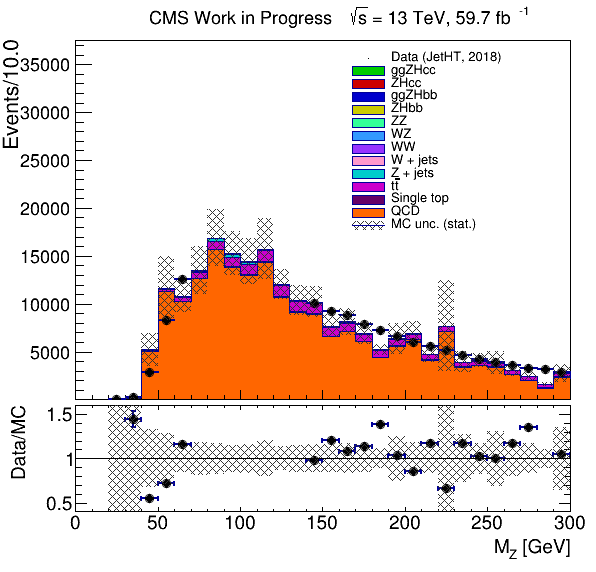 CMS Work in Progress √s = 13 TeV, 59.7 fb⁻¹
Events/10.0
35000
30000
25000
20000
15000
10000
5000
Data (JetHT, 2018)
ggZHcc
ZHcc
ggZHbb
ZHbb
ZZ
WZ
WW
W + jets
Z + jets
tt̄
Single top
QCD
MC unc. (stat.)
Data/MC
1.5
1
0.5
0 50 100 150 200 250 300
M_Z [GeV]